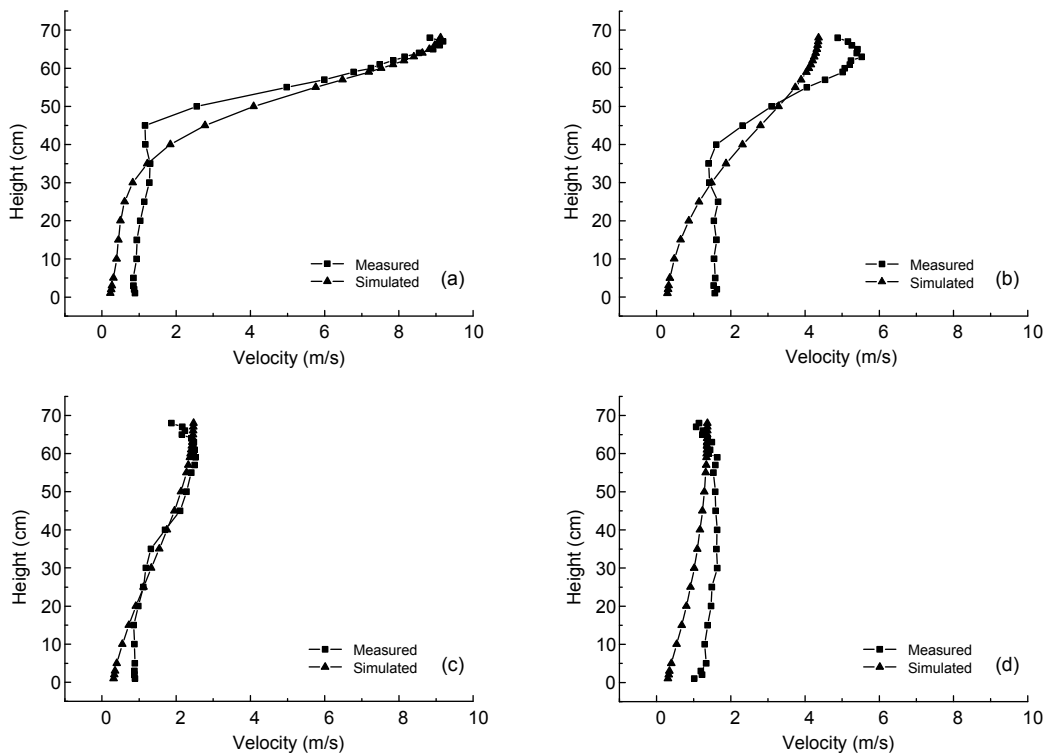 70
60
50
40
30
20
10
0
Height (cm)
Measured
Simulated
(a)
0 2 4 6 8 10
Velocity (m/s)
70
60
50
40
30
20
10
0
Height (cm)
Measured
Simulated
(b)
0 2 4 6 8 10
Velocity (m/s)
70
60
50
40
30
20
10
0
Height (cm)
Measured
Simulated
(c)
0 2 4 6 8 10
Velocity (m/s)
70
60
50
40
30
20
10
0
Height (cm)
Measured
Simulated
(d)
0 2 4 6 8 10
Velocity (m/s)